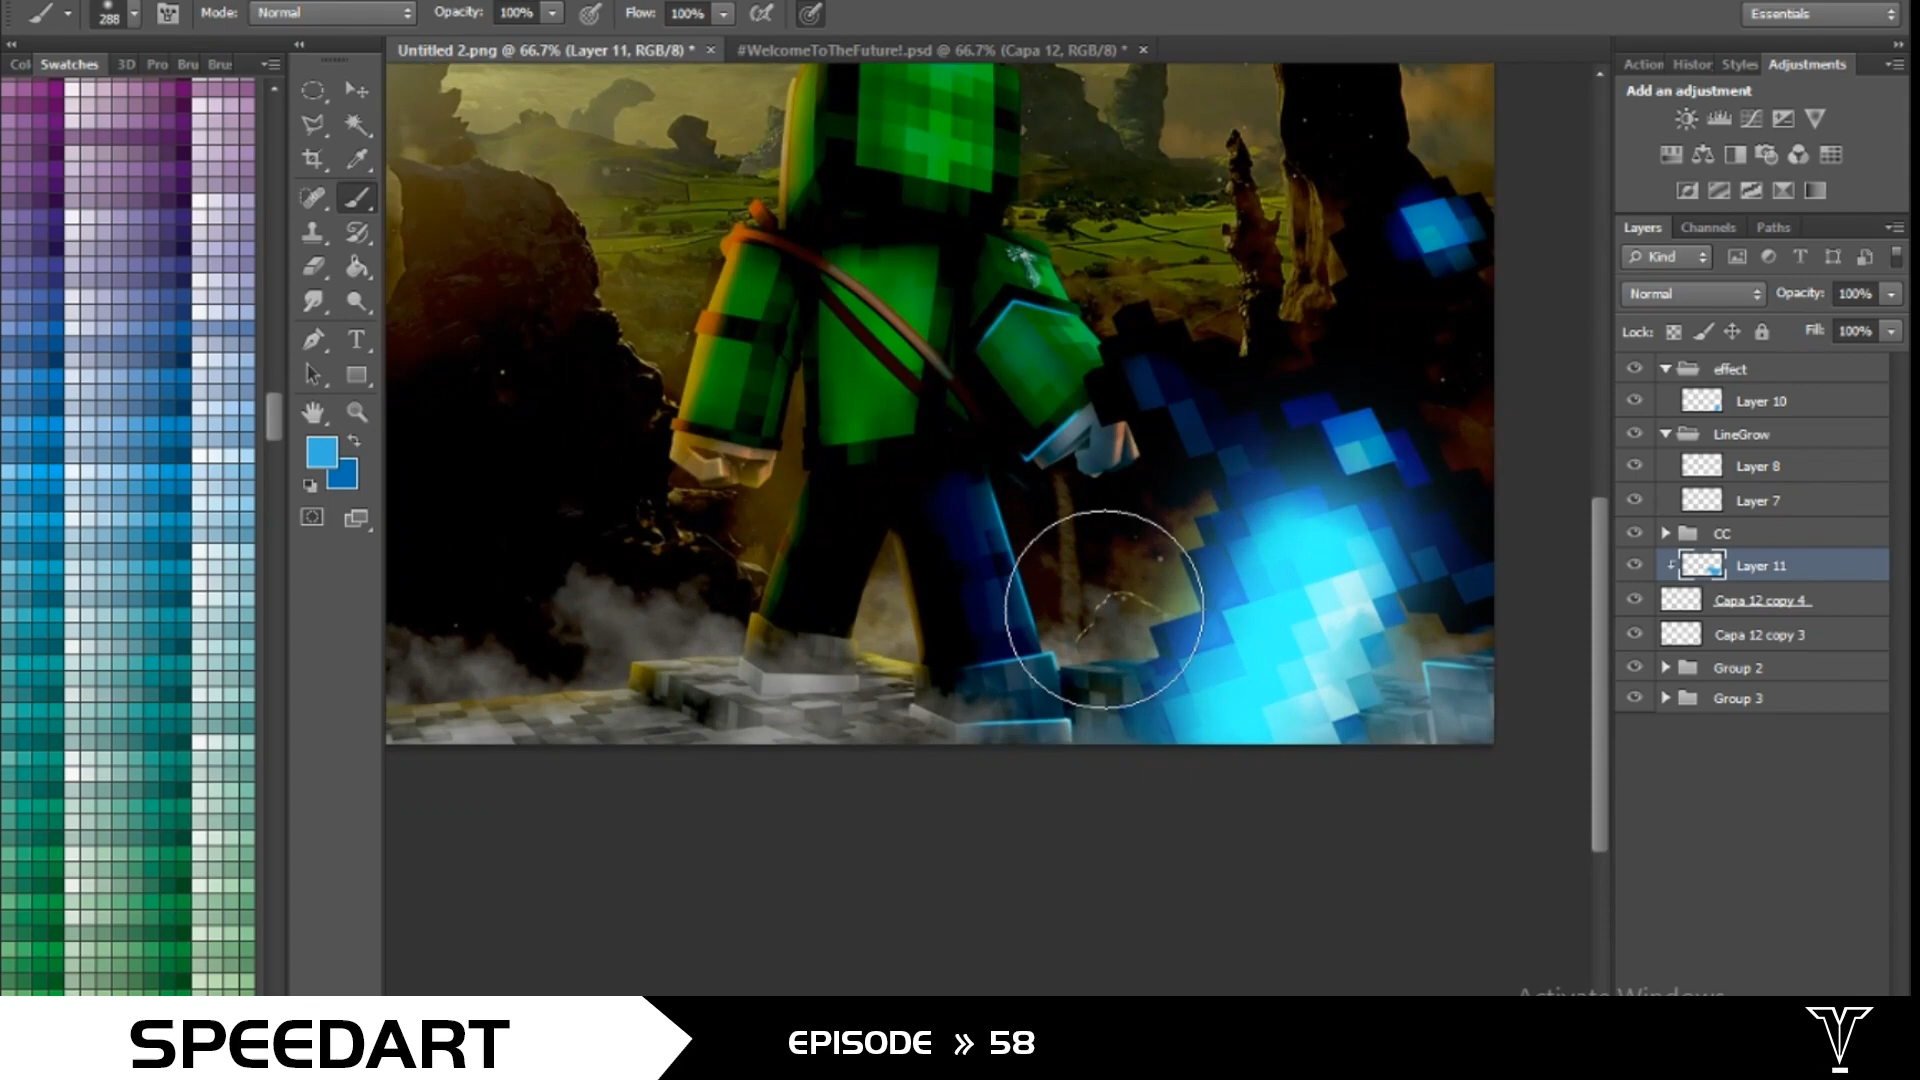 288
Mode: Normal
Opacity: 100%
Flow: 100%
Essentials
Untitled 2.png @ 66.7% (Layer 11, RGB/8) *
#WelcomeToTheFuture!.psd @ 66.7% (Capa 12, RGB/8) *
Col Swatches 3D Pro Bru Brus
Action Histor Styles Adjustments
Add an adjustment
Layers Channels Paths
Kind
Normal Opacity: 100%
Lock: Fill: 100%
effect
Layer 10
LineGrow
Layer 8
Layer 7
CC
Layer 11
Capa 12 copy 4
Capa 12 copy 3
Group 2
Group 3
Activate Windows
SPEEDART
EPISODE » 58